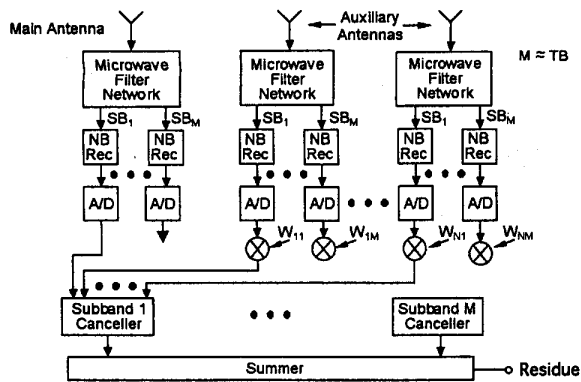 Main Antenna
Auxiliary
Antennas
M ≈ TB
Microwave
Filter
Network
Microwave
Filter
Network
Microwave
Filter
Network
SB1 SBM SB1 SBM SB1 SBM
NB
Rec
NB
Rec
NB
Rec
NB
Rec
NB
Rec
NB
Rec
A/D A/D A/D A/D A/D A/D
W11 W1M WN1 WNM
Subband 1
Canceller
Subband M
Canceller
Summer
Residue